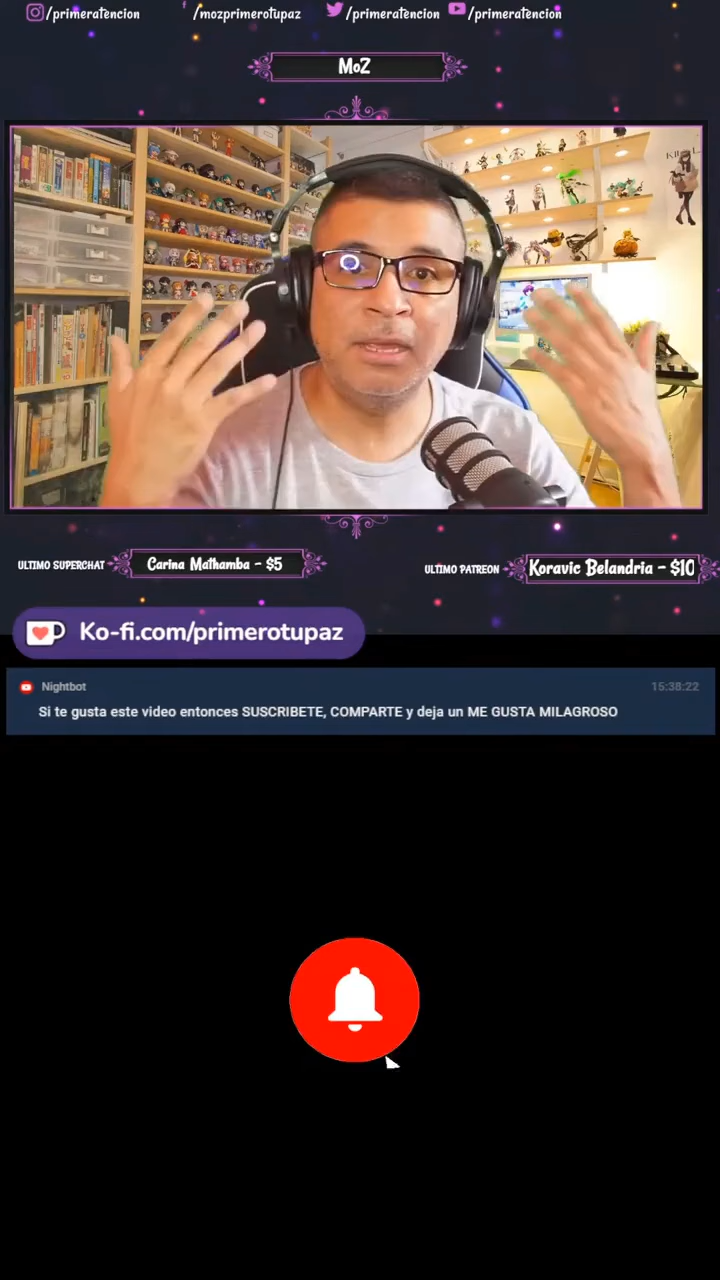 /primeratencion
/mozprimerotupaz
/primeratencion
/primeratencion
MoZ
ULTIMO SUPERCHAT
Carina Mathamba - $5
ULTIMO PATREON
Koravic Belandria - $10
Ko-fi.com/primerotupaz
Nightbot
15:38:22
Si te gusta este video entonces SUSCRIBETE, COMPARTE y deja un ME GUSTA MILAGROSO